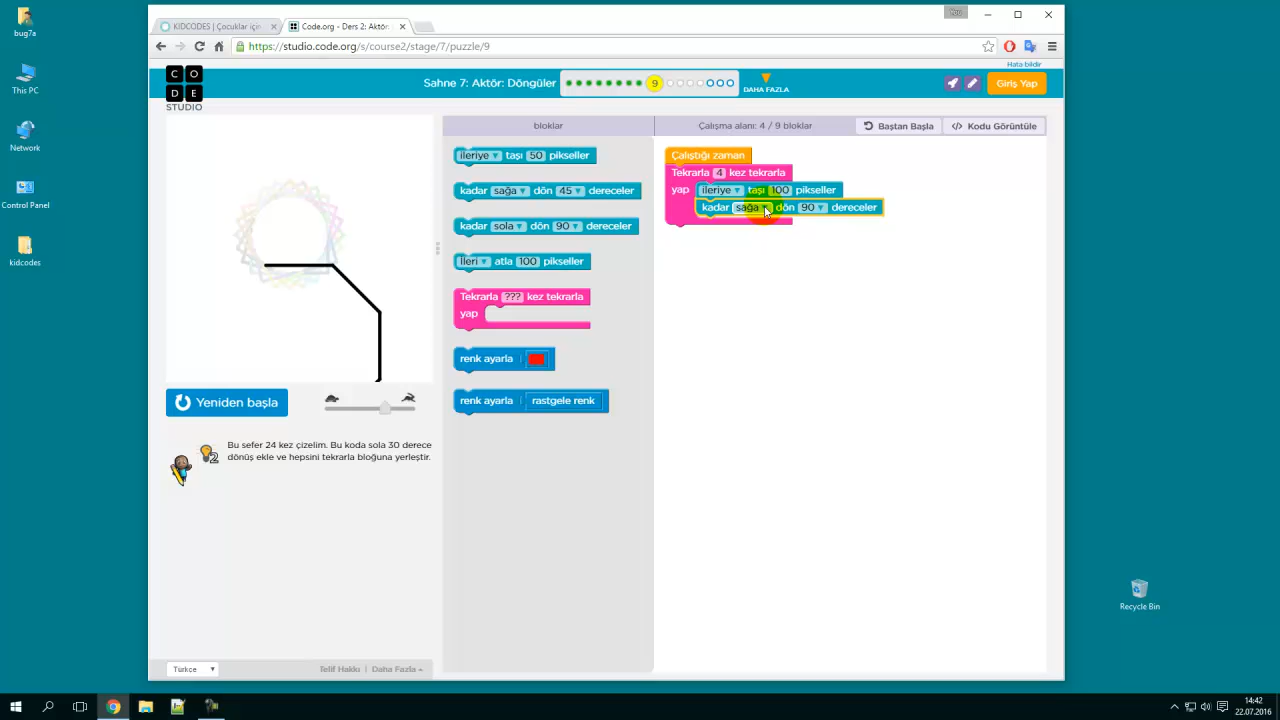 bug7a
This PC
Network
Control Panel
kidcodes
Recycle Bin
KIDCODES | Çocuklar için
Code.org - Ders 2: Aktör:
https://studio.code.org/s/course2/stage/7/puzzle/9
Hata bildir
C O
D E
STUDIO
Sahne 7: Aktör: Döngüler
9
DAHA FAZLA
Giriş Yap
bloklar
Çalışma alanı: 4 / 9 bloklar
Baştan Başla
Kodu Görüntüle
ileriye taşı 50 pikseller
kadar sağa dön 45 dereceler
kadar sola dön 90 dereceler
İleri atla 100 pikseller
Tekrarla ??? kez tekrarla
yap
renk ayarla
renk ayarla rastgele renk
Çalıştığı zaman
Tekrarla 4 kez tekrarla
yap ileriye taşı 100 pikseller
kadar sağa dön 90 dereceler
Yeniden başla
2
Bu sefer 24 kez çizelim. Bu koda sola 30 derece
dönüş ekle ve hepsini tekrarla bloğuna yerleştir.
Türkçe
Telif Hakkı | Daha Fazla
14:42
22.07.2016